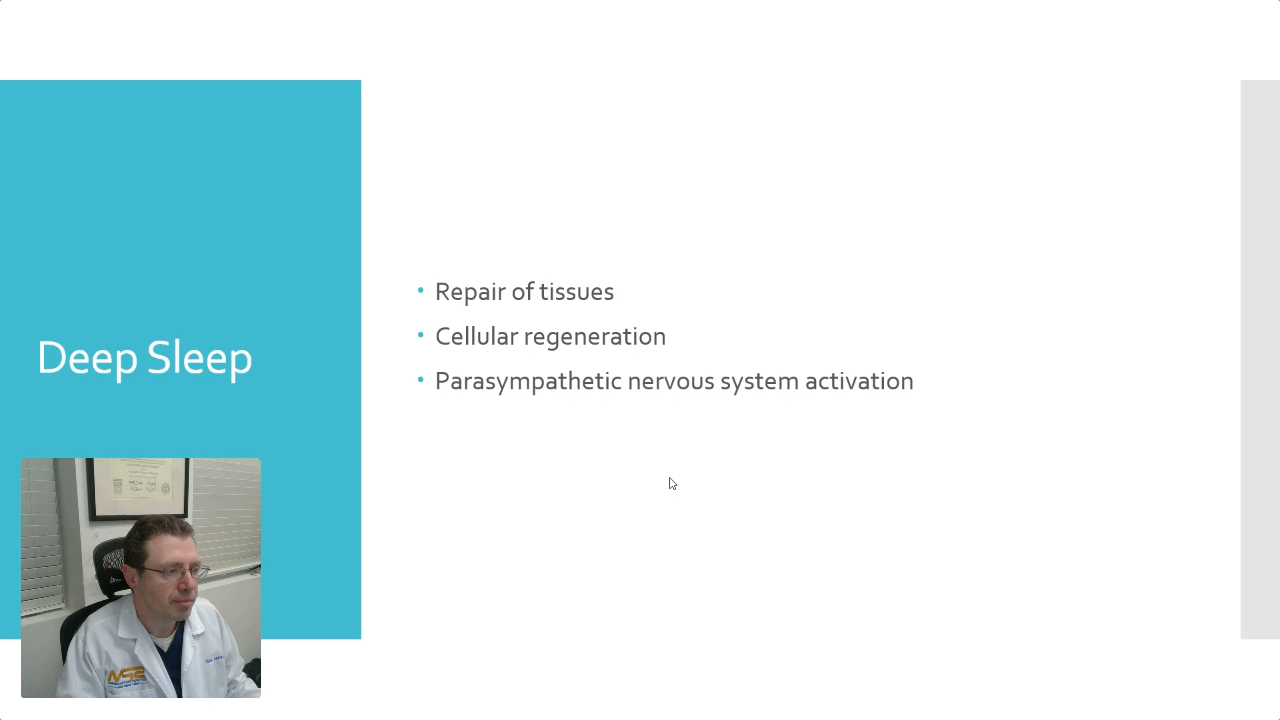 Deep Sleep
Repair of tissues
Cellular regeneration
Parasympathetic nervous system activation